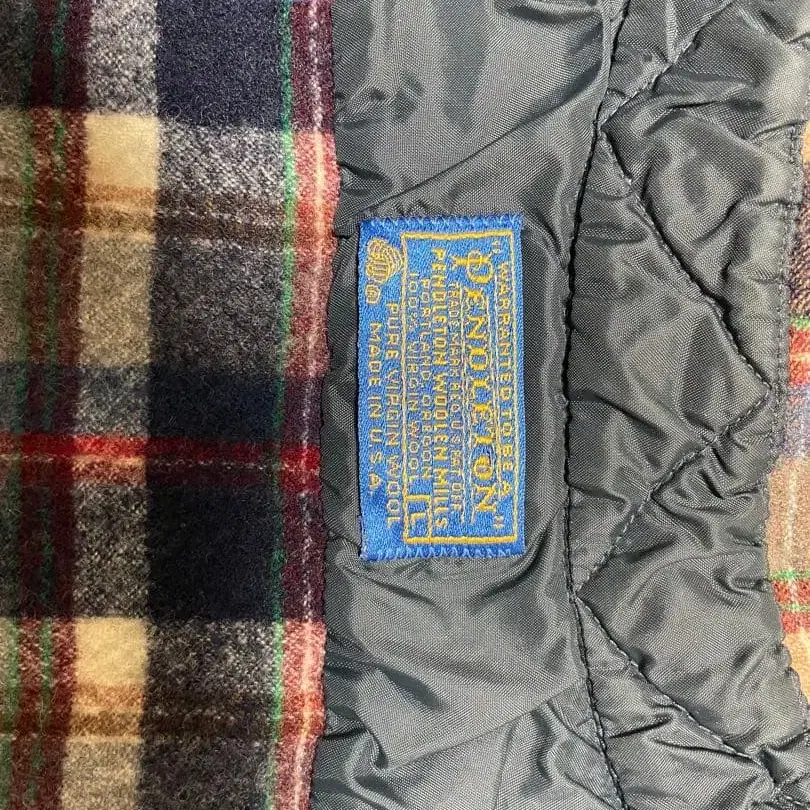 "WARRANTED TO BE A
PENDLETON"
TRADE MARK REG U S PAT OFF
PENDLETON WOOLEN MILLS
PORTLAND, OREGON
100% VIRGIN WOOL L
PURE VIRGIN WOOL
® MADE IN U.S.A.